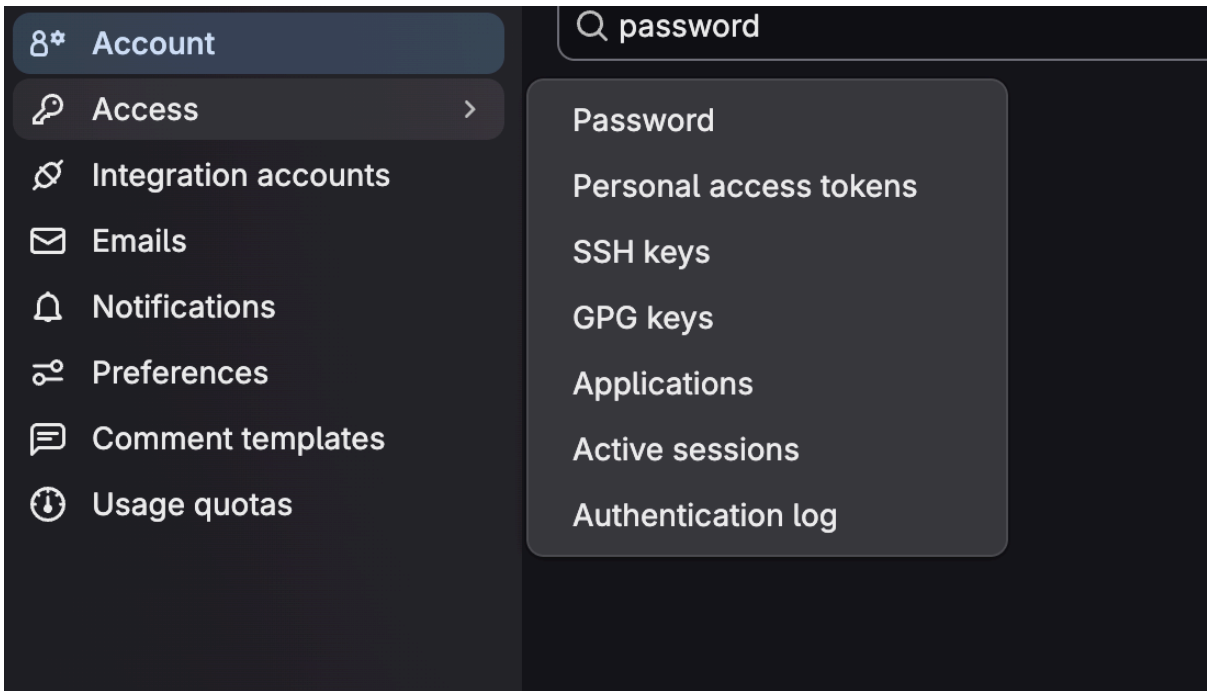 Account
Access
Integration accounts
Emails
Notifications
Preferences
Comment templates
Usage quotas
password
Password
Personal access tokens
SSH keys
GPG keys
Applications
Active sessions
Authentication log